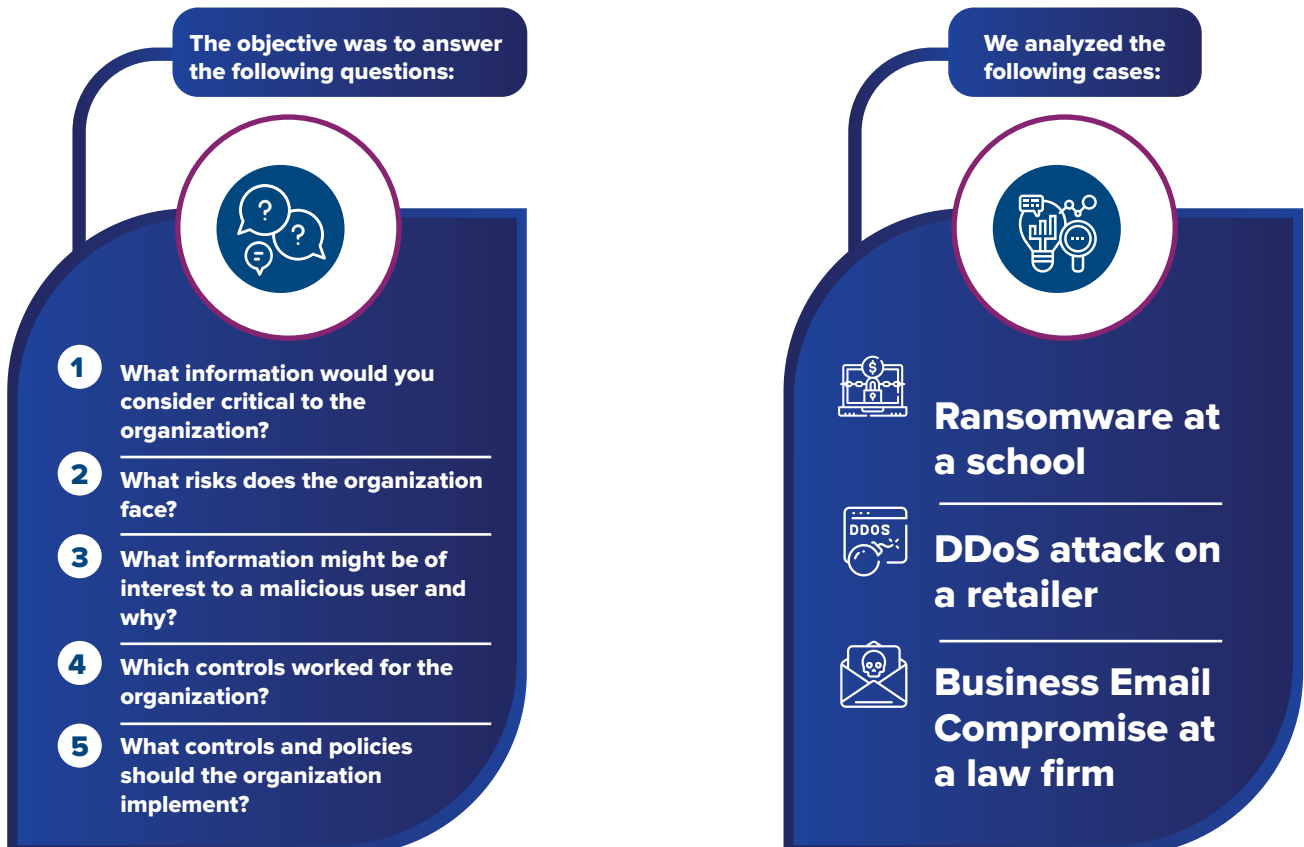 The objective was to answer
the following questions:
1
What information would you
consider critical to the
organization?
2
What risks does the organization
face?
3
What information might be of
interest to a malicious user and
why?
4
Which controls worked for the
organization?
5
What controls and policies
should the organization
implement?
We analyzed the
following cases:
Ransomware at
a school
DDOS
DDoS attack on
a retailer
Business Email
Compromise at
a law firm